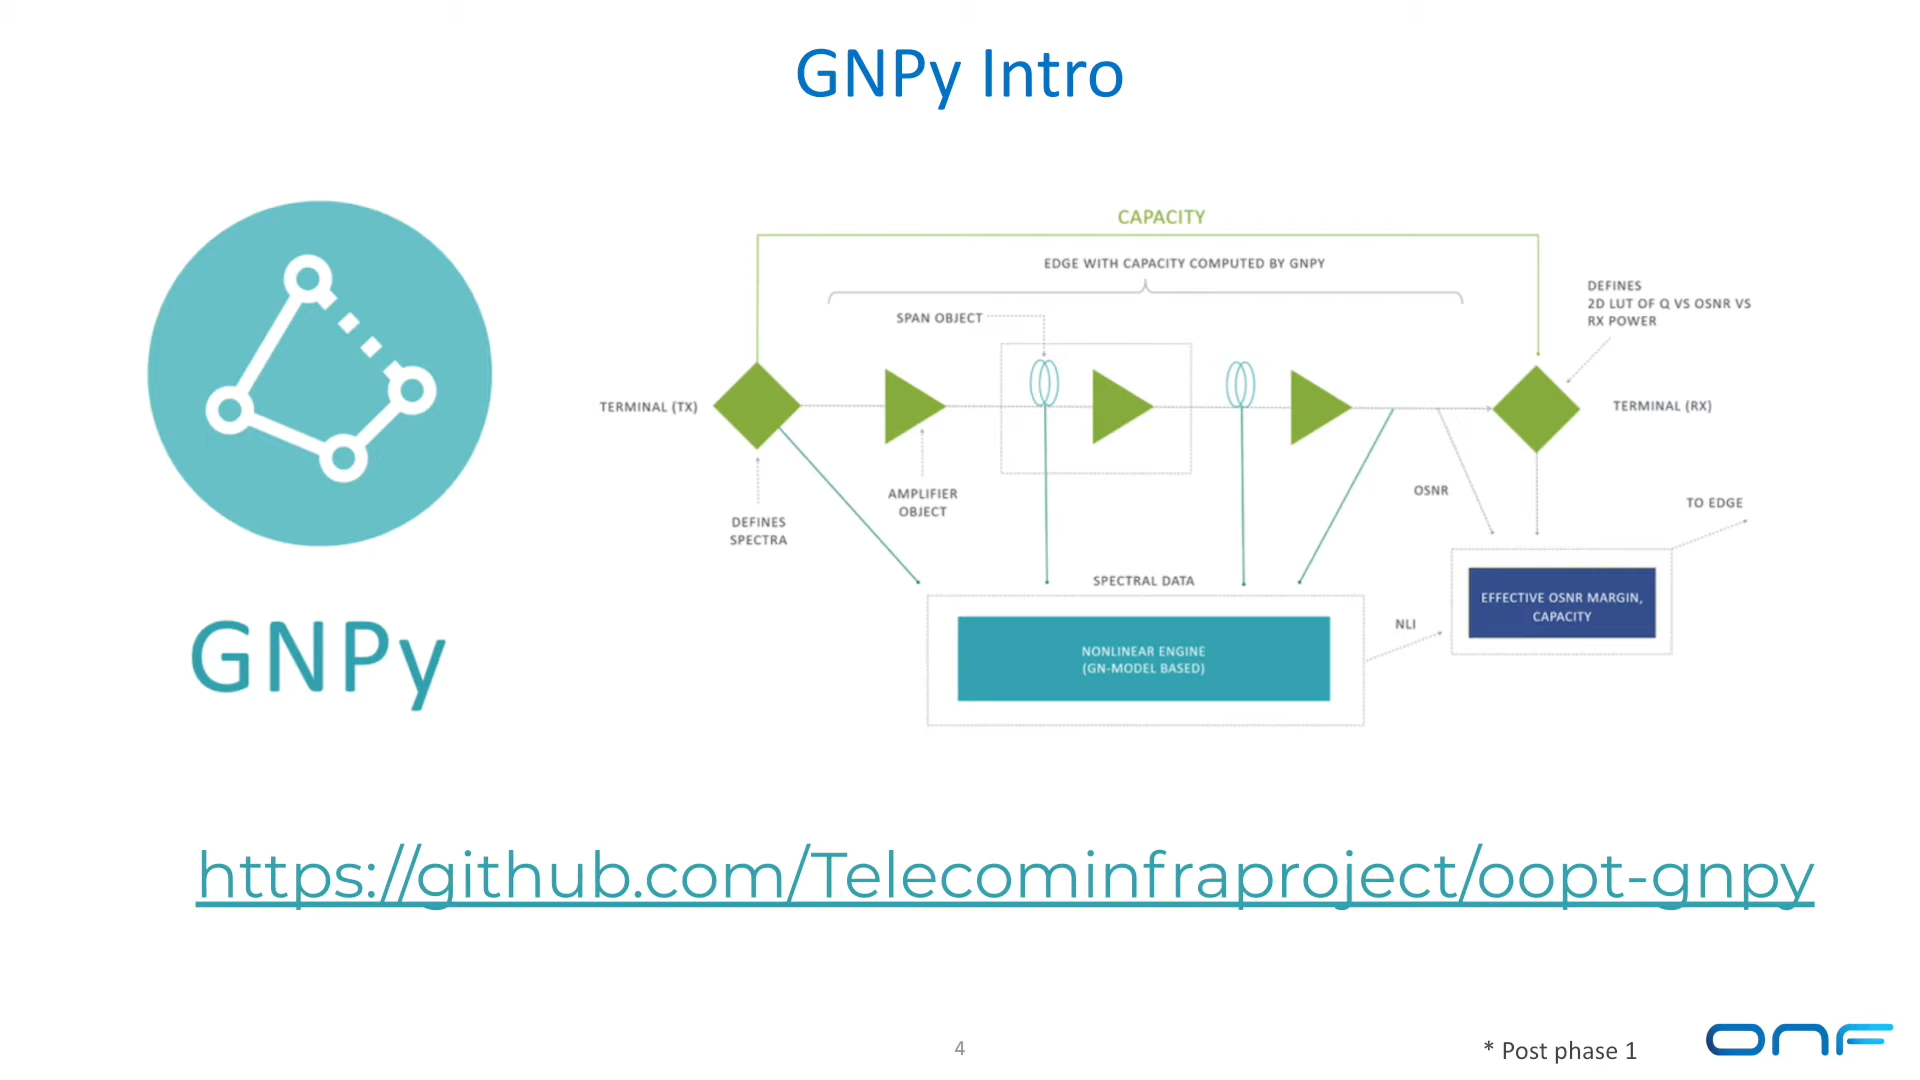 GNPy Intro
CAPACITY
EDGE WITH CAPACITY COMPUTED BY GNPY
DEFINES
2D LUT OF Q VS OSNR VS
RX POWER
SPAN OBJECT
TERMINAL (TX)
TERMINAL (RX)
AMPLIFIER
OBJECT
OSNR
TO EDGE
DEFINES
SPECTRA
SPECTRAL DATA
EFFECTIVE OSNR MARGIN,
CAPACITY
NLI
NONLINEAR ENGINE
(GN-MODEL BASED)
GNPy
https://github.com/Telecominfraproject/oopt-gnpy
4
* Post phase 1
ONF